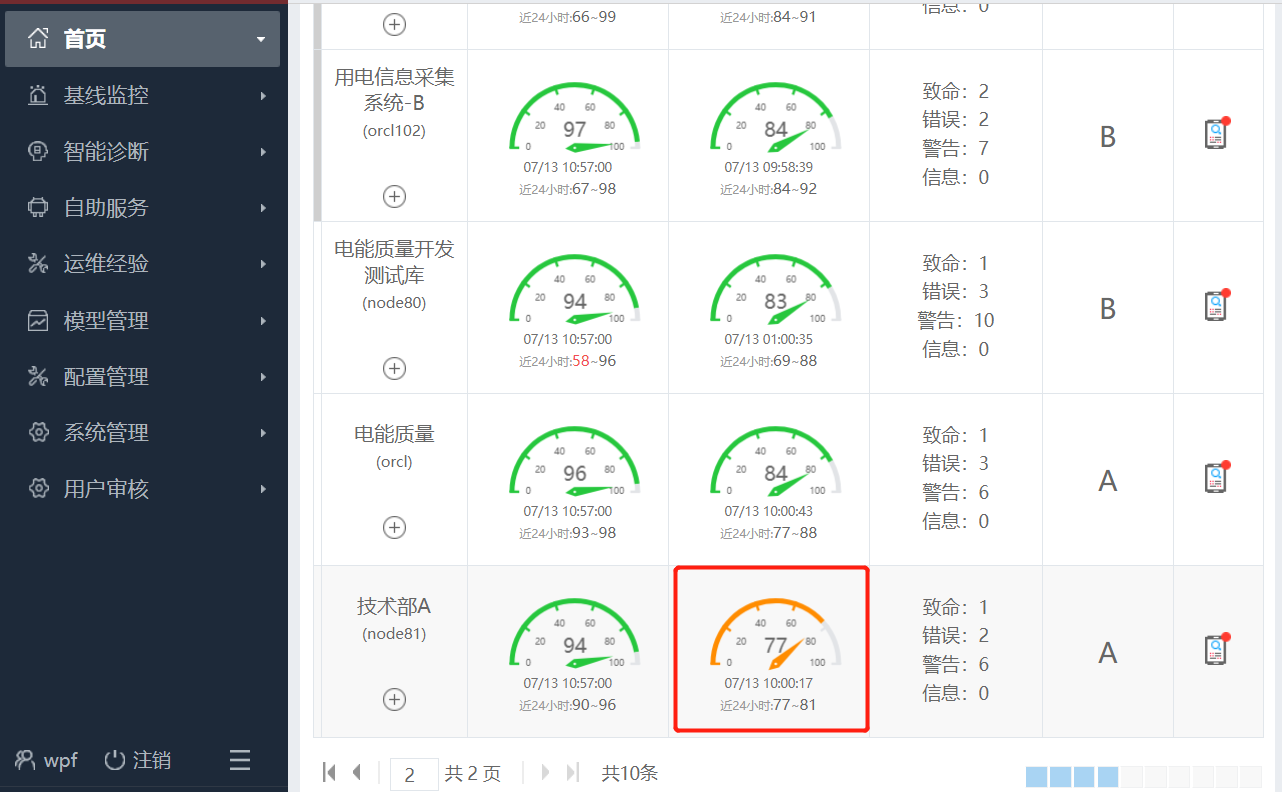 首页
基线监控
智能诊断
自助服务
运维经验
模型管理
配置管理
系统管理
用户审核
wpf 注销
近24小时:66~99
近24小时:84~91
信息: 0
用电信息采集
系统-B
(orcl102)
0 20 40 60 80 100
97
07/13 10:57:00
近24小时:67~98
0 20 40 60 80 100
84
07/13 09:58:39
近24小时:84~92
致命: 2
错误: 2
警告: 7
信息: 0
B
电能质量开发
测试库
(node80)
0 20 40 60 80 100
94
07/13 10:57:00
近24小时:58~96
0 20 40 60 80 100
83
07/13 01:00:35
近24小时:69~88
致命: 1
错误: 3
警告: 10
信息: 0
B
电能质量
(orcl)
0 20 40 60 80 100
96
07/13 10:57:00
近24小时:93~98
0 20 40 60 80 100
84
07/13 10:00:43
近24小时:77~88
致命: 1
错误: 3
警告: 6
信息: 0
A
技术部A
(node81)
0 20 40 60 80 100
94
07/13 10:57:00
近24小时:90~96
0 20 40 60 80 100
77
07/13 10:00:17
近24小时:77~81
致命: 1
错误: 2
警告: 6
信息: 0
A
2 共 2 页 共10条